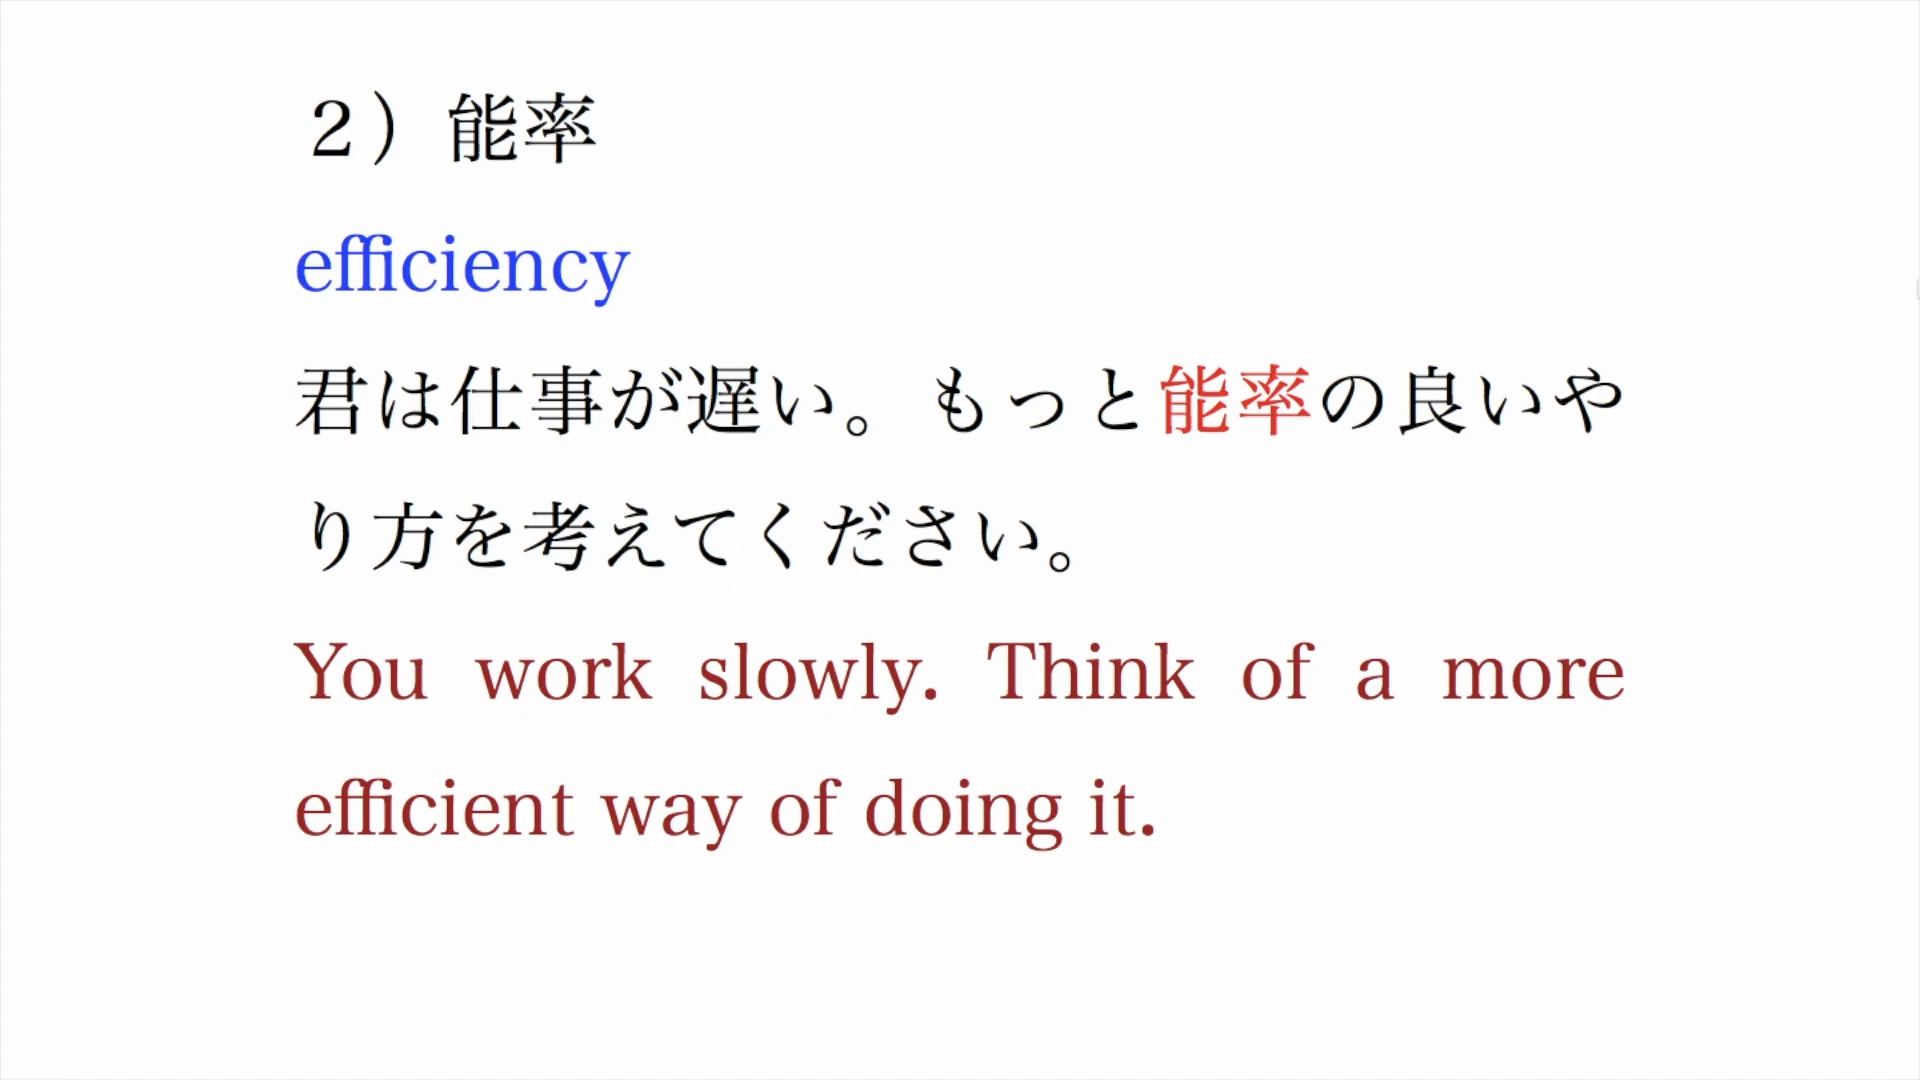 ２）能率
efficiency
君は仕事が遅い。もっと能率の良いや
り方を考えてください。
You work slowly. Think of a more
efficient way of doing it.